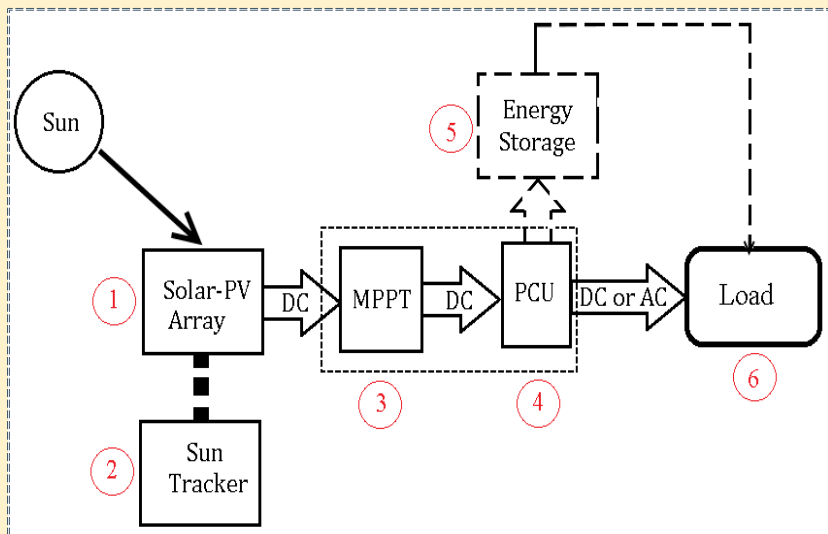 Sun
Energy
Storage
5
1
Solar-PV
Array
DC
MPPT
DC
PCU
DC or AC
Load
3
4
6
2
Sun
Tracker